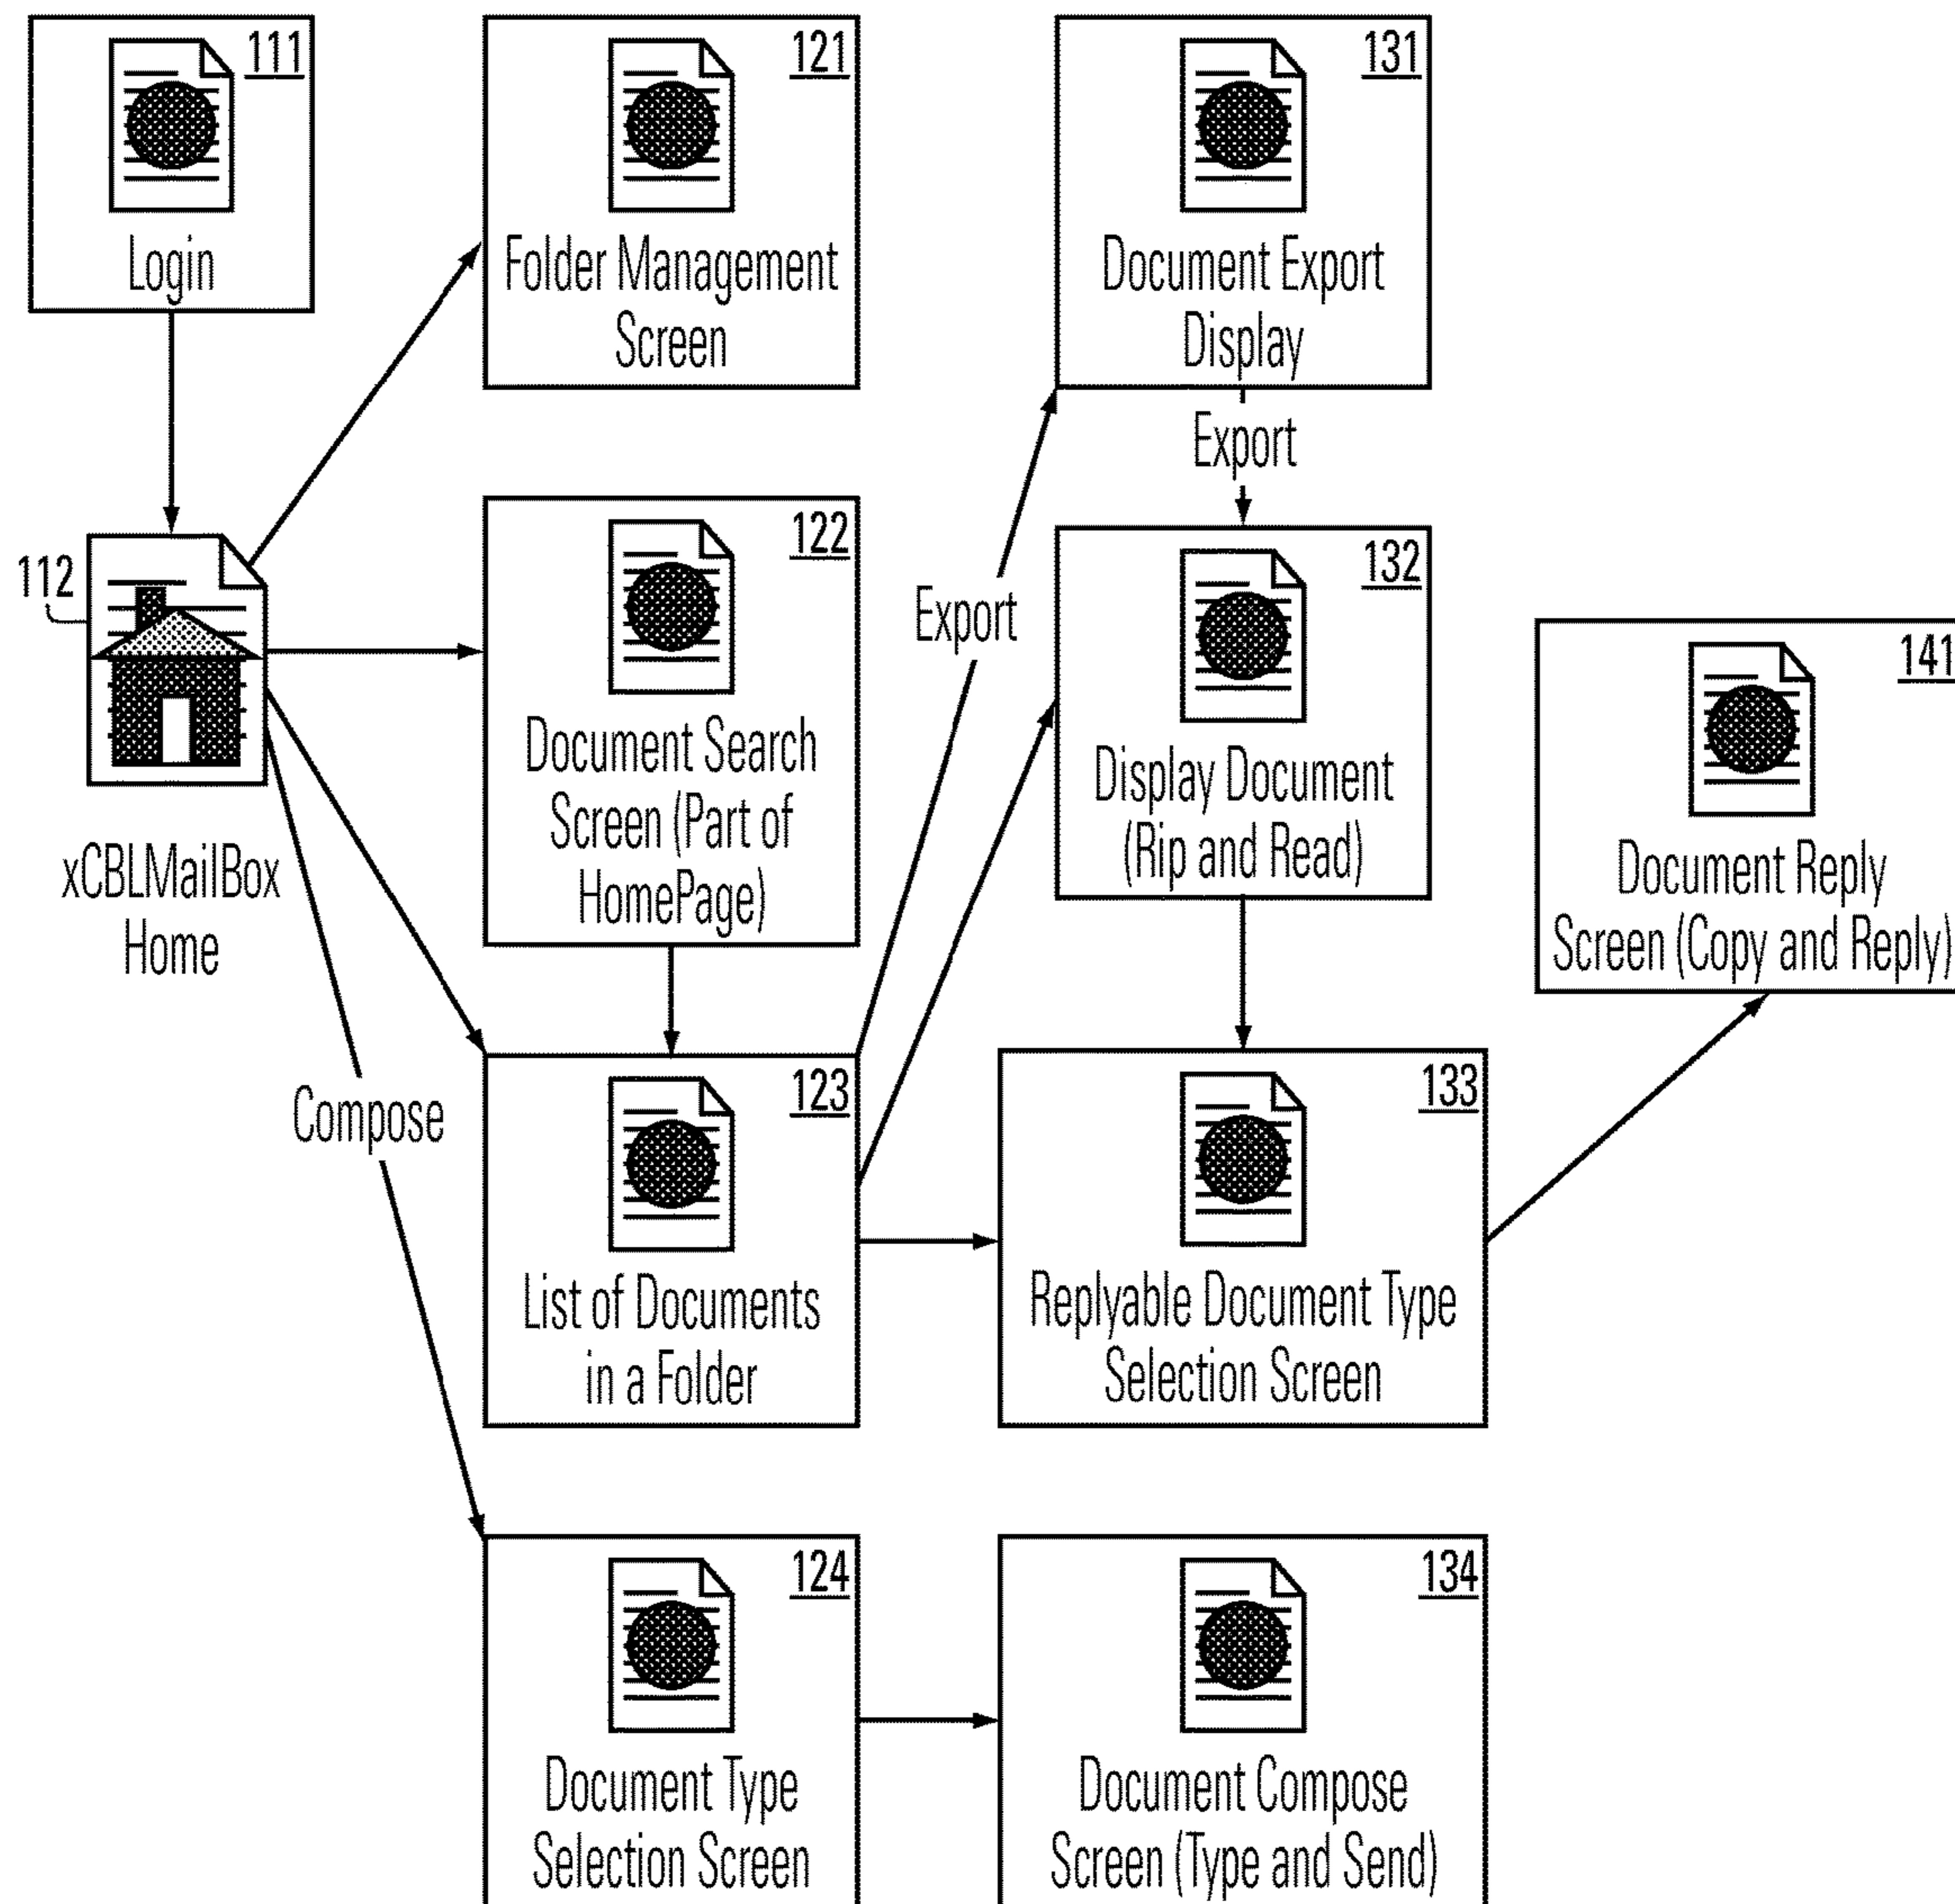 111
Login
112
xCBLMailBox
Home
121
Folder Management
Screen
122
Document Search
Screen (Part of
HomePage)
Compose
123
List of Documents
in a Folder
124
Document Type
Selection Screen
Export
131
Document Export
Display
Export
132
Display Document
(Rip and Read)
133
Replyable Document Type
Selection Screen
134
Document Compose
Screen (Type and Send)
141
Document Reply
Screen (Copy and Reply)